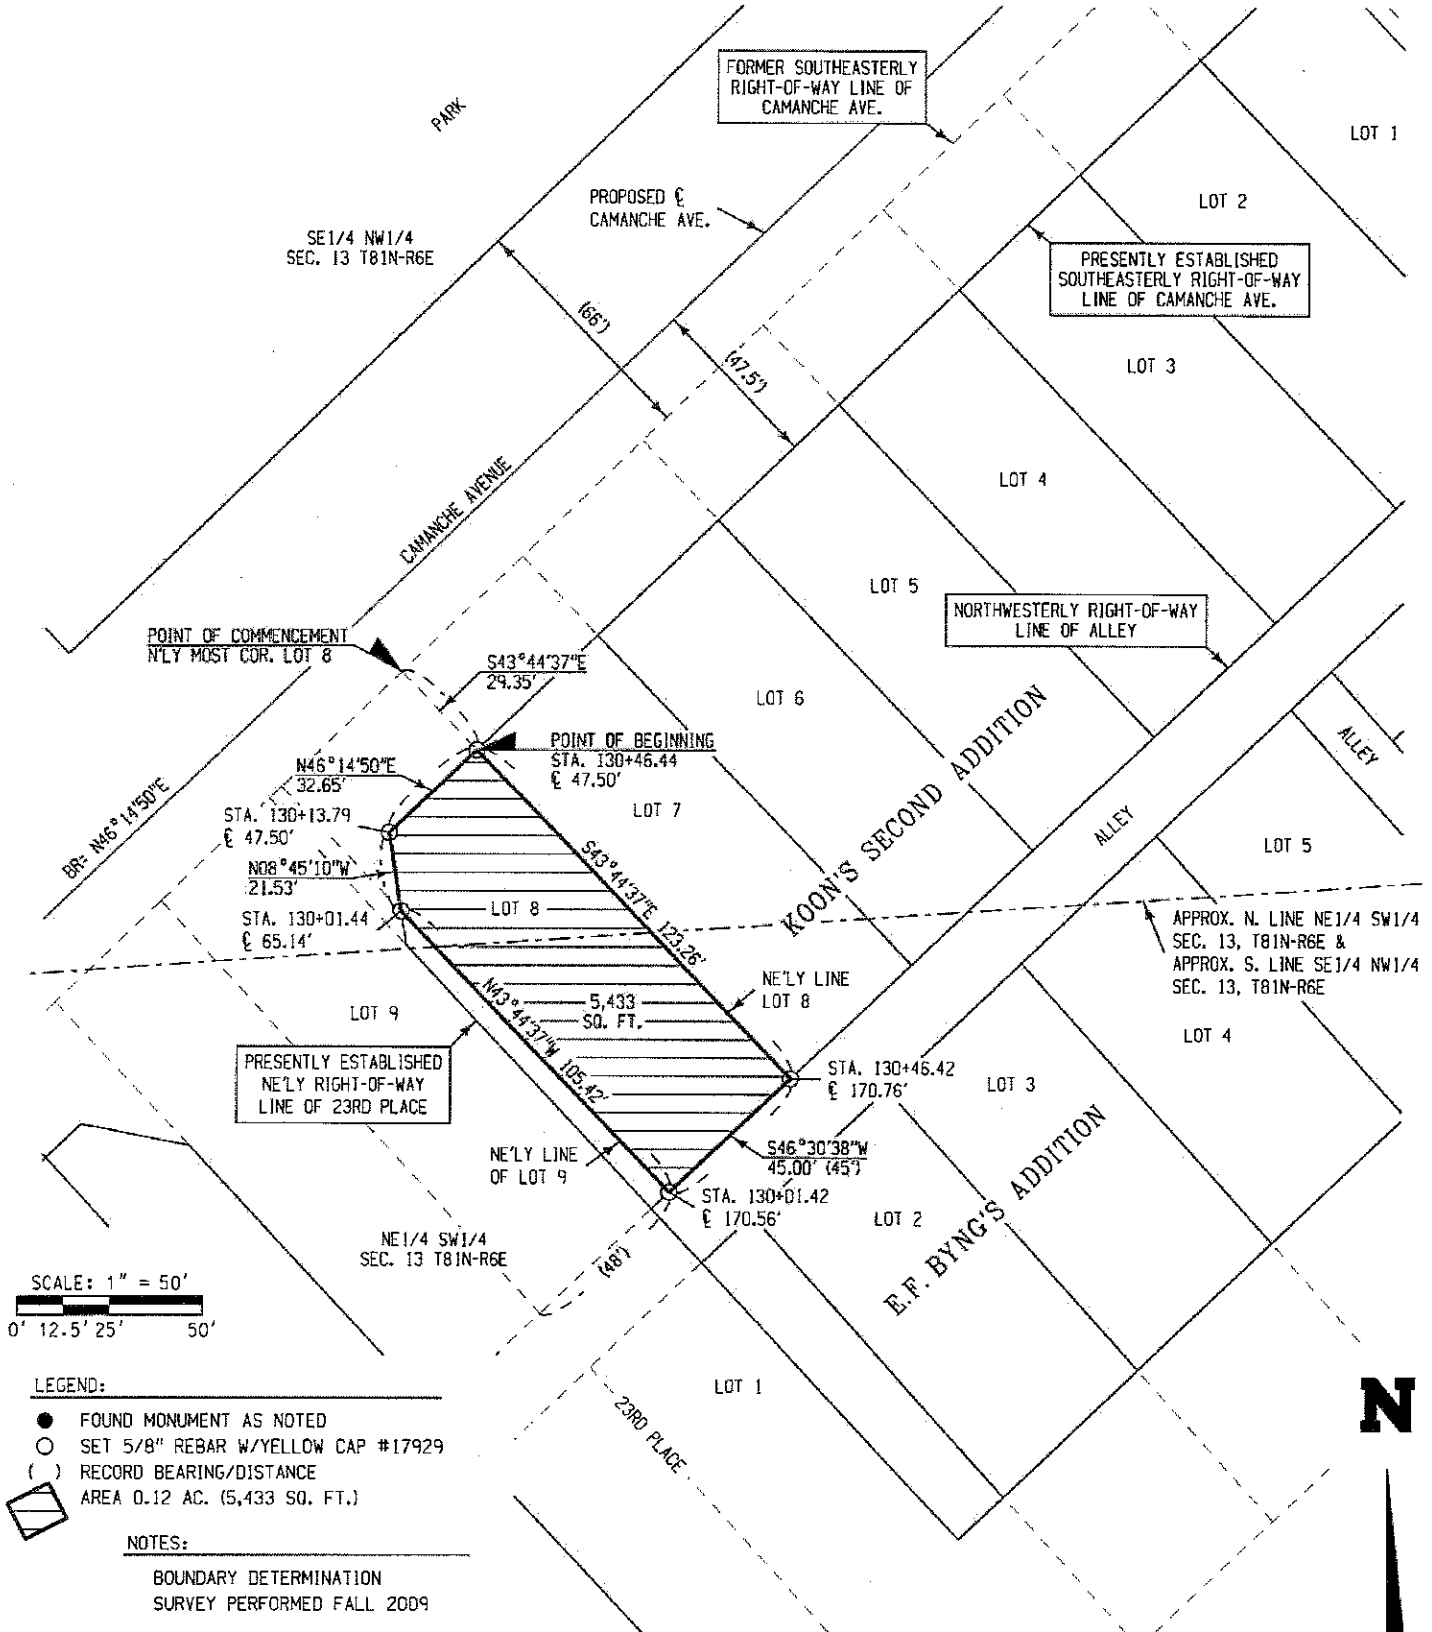 FORMER SOUTHEASTERLY
RIGHT-OF-WAY LINE OF
CAMANCHE AVE.
PARK
LOT 1
PROPOSED ℄
CAMANCHE AVE.
LOT 2
SE1/4 NW1/4
SEC. 13 T81N-R6E
PRESENTLY ESTABLISHED
SOUTHEASTERLY RIGHT-OF-WAY
LINE OF CAMANCHE AVE.
(66')
(47.5')
LOT 3
LOT 4
CAMANCHE AVENUE
LOT 5
NORTHWESTERLY RIGHT-OF-WAY
LINE OF ALLEY
POINT OF COMMENCEMENT
N'LY MOST COR. LOT 8
S43°44'37"E
29.35'
LOT 6
KOON'S SECOND ADDITION
ALLEY
POINT OF BEGINNING
STA. 130+46.44
℄ 47.50'
N46°14'50"E
32.65'
BR= N46°14'50"E
STA. 130+13.79
℄ 47.50'
LOT 7
ALLEY
LOT 5
N08°45'10"W
21.53'
S43°44'37"E 123.26'
LOT 8
STA. 130+01.44
℄ 65.14'
APPROX. N. LINE NE1/4 SW1/4
SEC. 13, T81N-R6E &
APPROX. S. LINE SE1/4 NW1/4
SEC. 13, T81N-R6E
NE'LY LINE
LOT 8
LOT 9
N43°44'37"W 105.42'
5,433
SQ. FT.
LOT 4
PRESENTLY ESTABLISHED
NE'LY RIGHT-OF-WAY
LINE OF 23RD PLACE
STA. 130+46.42
℄ 170.76'
LOT 3
NE'LY LINE
OF LOT 9
S46°30'38"W
45.00' (45')
E.F. BYNG'S ADDITION
STA. 130+01.42
℄ 170.56'
LOT 2
NE1/4 SW1/4
SEC. 13 T81N-R6E
(48')
SCALE: 1" = 50'
0' 12.5' 25' 50'
LOT 1
23RD PLACE
LEGEND:
FOUND MONUMENT AS NOTED
SET 5/8" REBAR W/YELLOW CAP #17929
( ) RECORD BEARING/DISTANCE
AREA 0.12 AC. (5,433 SQ. FT.)
N
NOTES:
BOUNDARY DETERMINATION
SURVEY PERFORMED FALL 2009